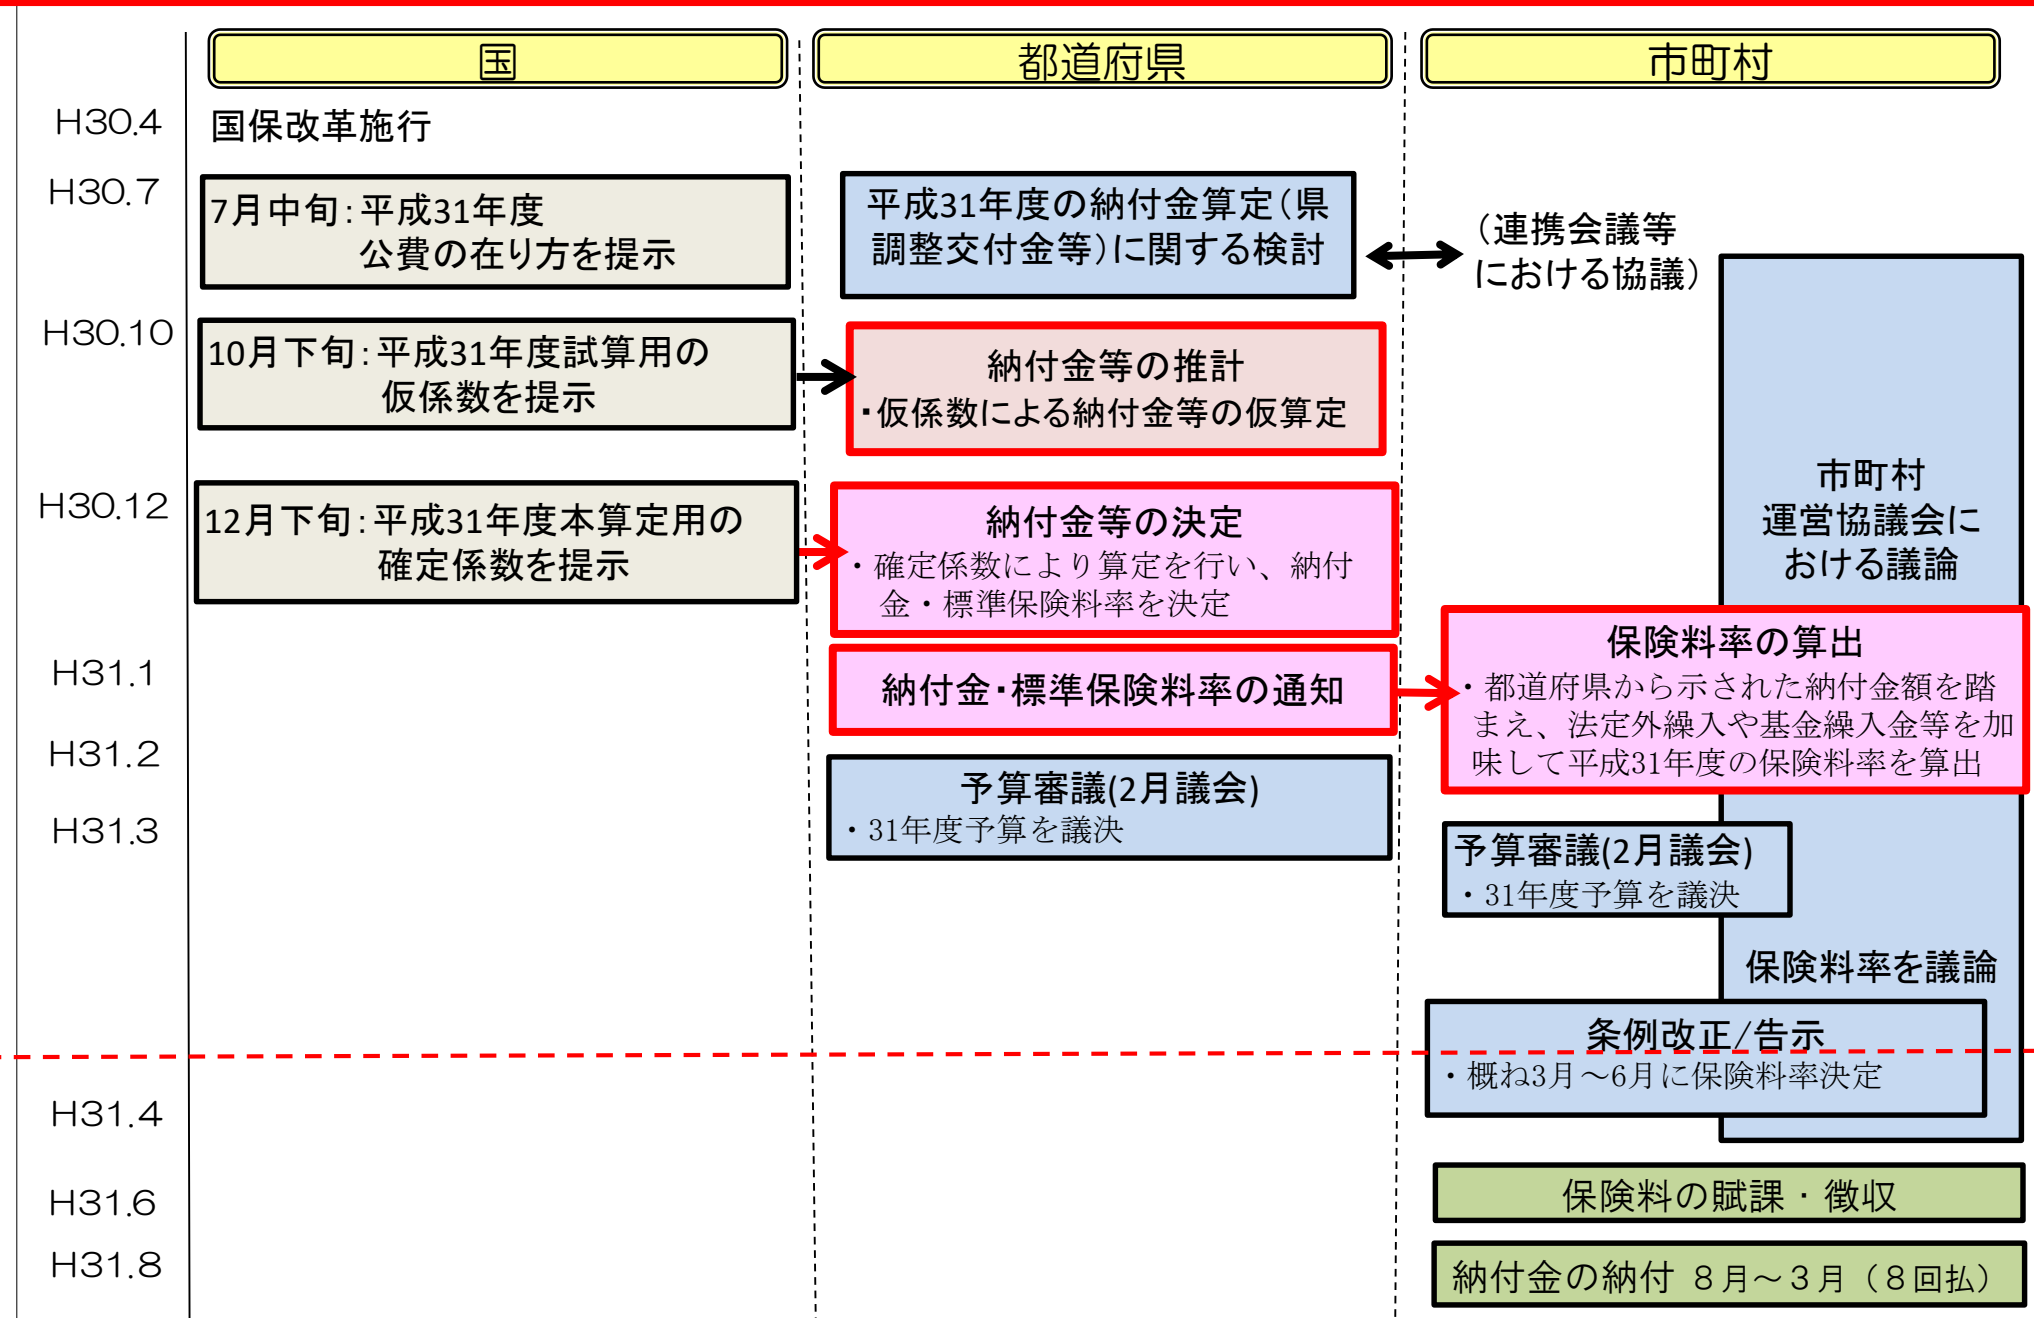 国
都道府県
市町村
H30.4
国保改革施行
H30.7
7月中旬：平成31年度
公費の在り方を提示
平成31年度の納付金算定（県
調整交付金等）に関する検討
（連携会議等
における協議）
H30.10
10月下旬：平成31年度試算用の
仮係数を提示
納付金等の推計
・仮係数による納付金等の仮算定
市町村
運営協議会に
おける議論
H30.12
12月下旬：平成31年度本算定用の
確定係数を提示
納付金等の決定
・確定係数により算定を行い、納付
金・標準保険料率を決定
H31.1
納付金・標準保険料率の通知
保険料率の算出
・都道府県から示された納付金額を踏
まえ、法定外繰入や基金繰入金等を加
味して平成31年度の保険料率を算出
H31.2
予算審議(2月議会)
・31年度予算を議決
H31.3
予算審議(2月議会)
・31年度予算を議決
保険料率を議論
条例改正/告示
・概ね3月～6月に保険料率決定
H31.4
H31.6
保険料の賦課・徴収
H31.8
納付金の納付 ８月～３月（８回払）